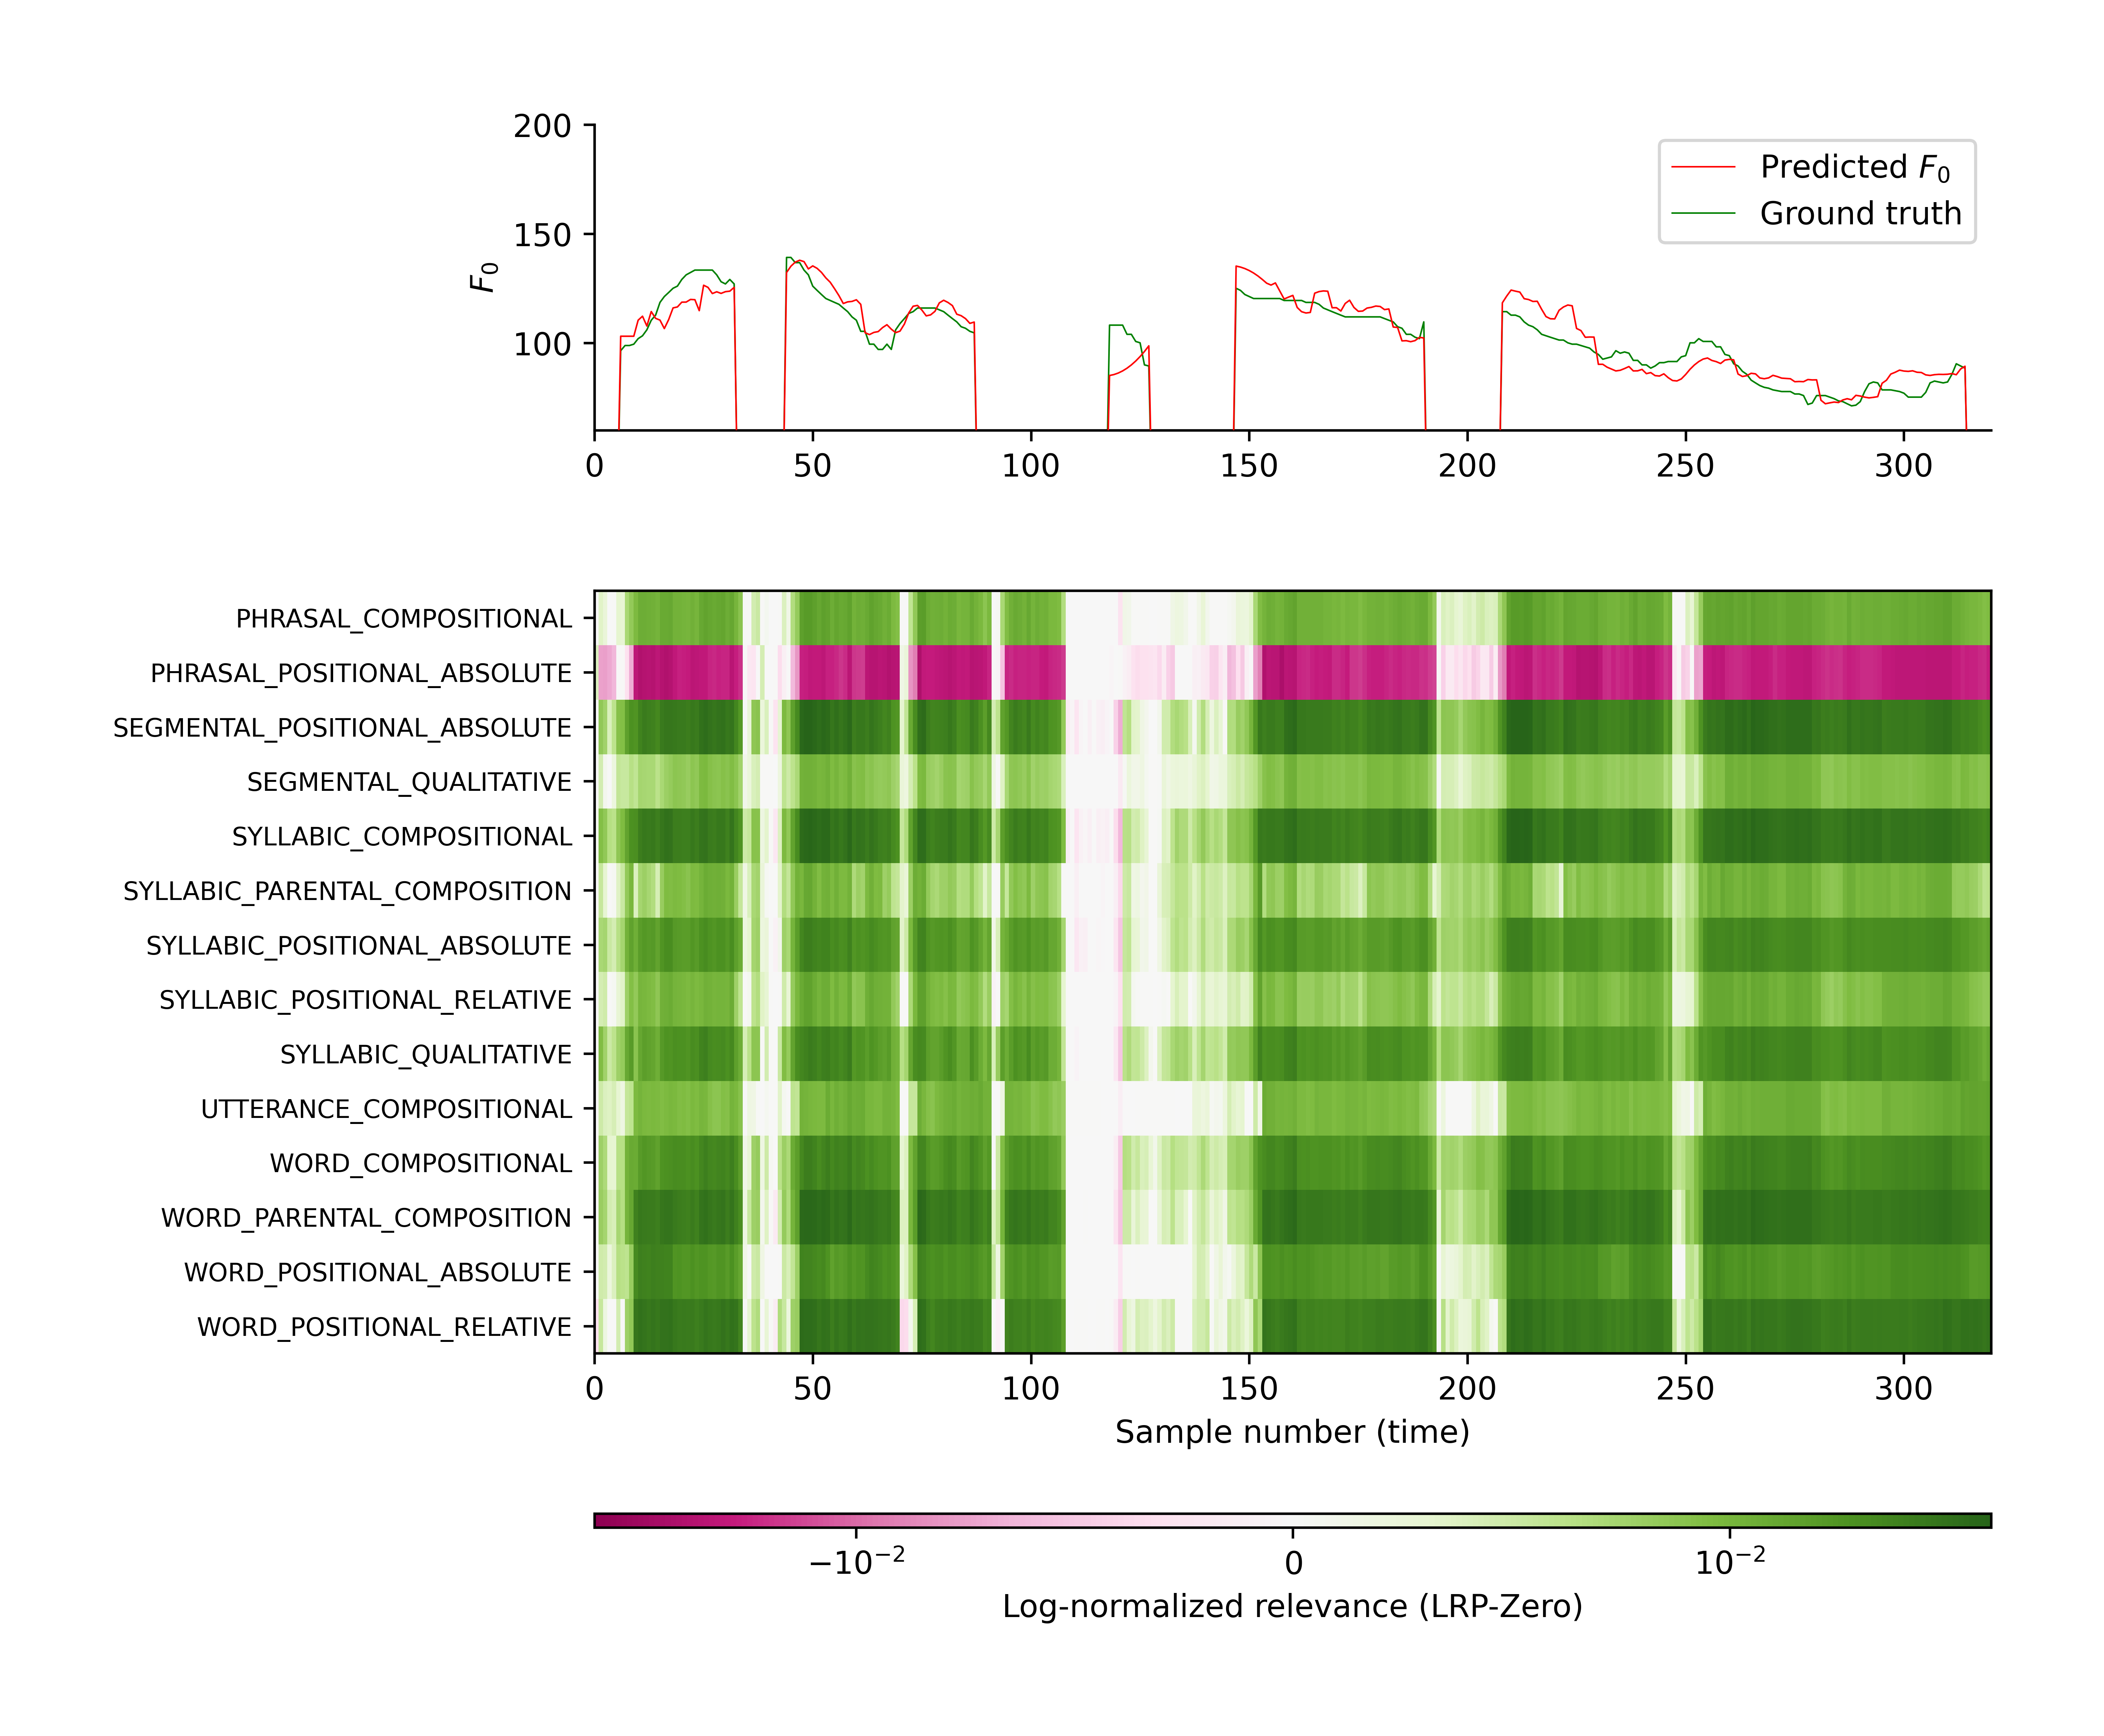 200
150
100
F0
Predicted F0
Ground truth
0 50 100 150 200 250 300
PHRASAL_COMPOSITIONAL
PHRASAL_POSITIONAL_ABSOLUTE
SEGMENTAL_POSITIONAL_ABSOLUTE
SEGMENTAL_QUALITATIVE
SYLLABIC_COMPOSITIONAL
SYLLABIC_PARENTAL_COMPOSITION
SYLLABIC_POSITIONAL_ABSOLUTE
SYLLABIC_POSITIONAL_RELATIVE
SYLLABIC_QUALITATIVE
UTTERANCE_COMPOSITIONAL
WORD_COMPOSITIONAL
WORD_PARENTAL_COMPOSITION
WORD_POSITIONAL_ABSOLUTE
WORD_POSITIONAL_RELATIVE
0 50 100 150 200 250 300
Sample number (time)
−10−2 0 10−2
Log-normalized relevance (LRP-Zero)